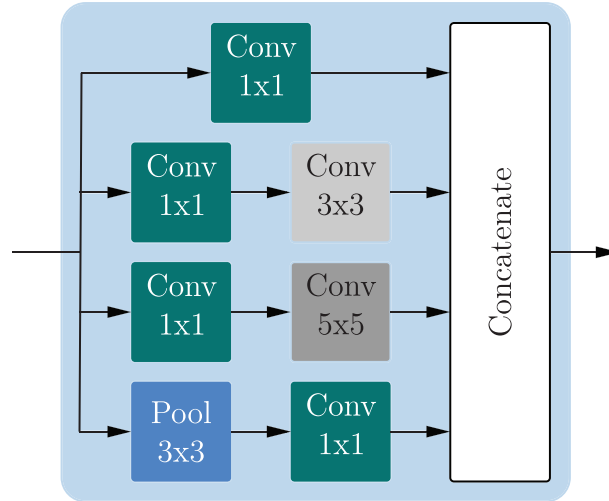 Conv
1x1
Conv
1x1
Conv
3x3
Conv
1x1
Conv
5x5
Pool
3x3
Conv
1x1
Concatenate